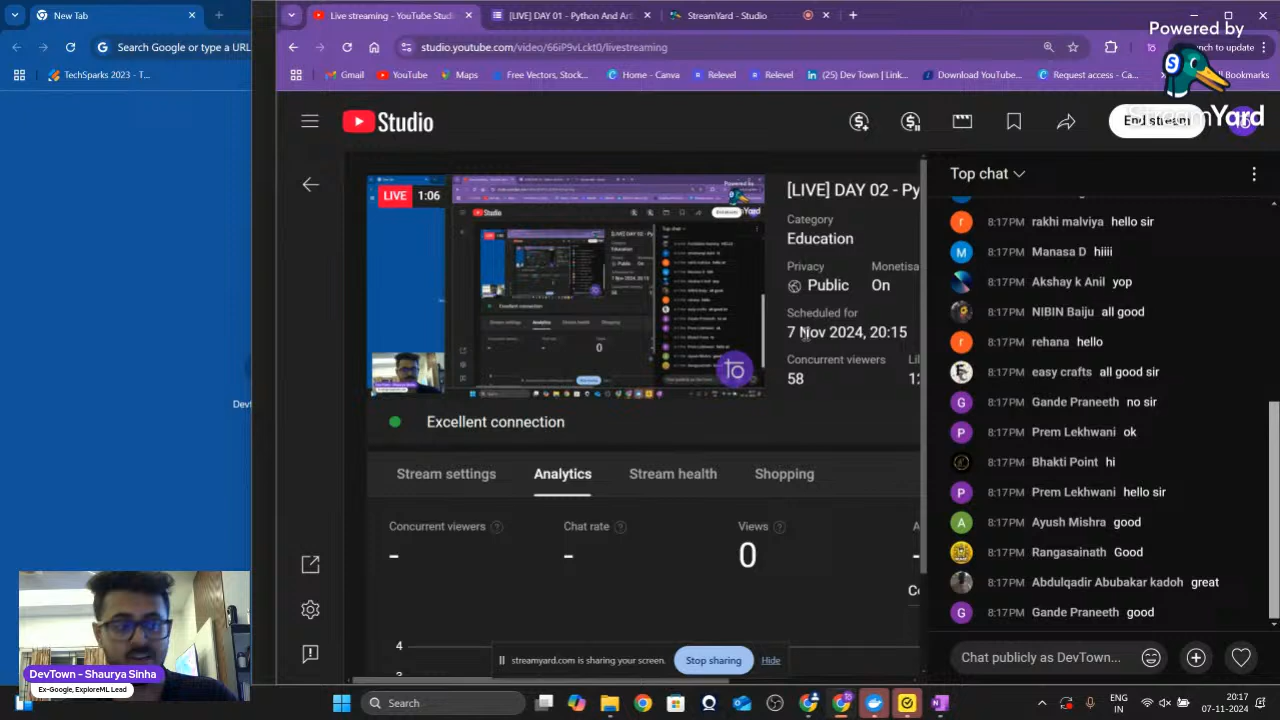 New Tab
Live streaming - YouTube Studio
[LIVE] DAY 01 - Python And Art
StreamYard - Studio
Powered by
StreamYard
Search Google or type a URL
studio.youtube.com/video/66iP9vLckt0/livestreaming
TechSparks 2023 - T...
Gmail
YouTube
Maps
Free Vectors, Stock...
Home - Canva
Relevel
Relevel
(25) Dev Town | Link...
Download YouTube...
Request access - Ca...
All Bookmarks
Studio
End stream
LIVE 1:06
[LIVE] DAY 02 - Py
Category
Education
Privacy
Public
Monetisa
On
Scheduled for
7 Nov 2024, 20:15
Concurrent viewers
58
Excellent connection
Stream settings
Analytics
Stream health
Shopping
Concurrent viewers
-
Chat rate
-
Views
0
4
Top chat
8:17PM rakhi malviya hello sir
8:17PM Manasa D hiiii
8:17PM Akshay k Anil yop
8:17PM NIBIN Baiju all good
8:17PM rehana hello
8:17PM easy crafts all good sir
8:17PM Gande Praneeth no sir
8:17PM Prem Lekhwani ok
8:17PM Bhakti Point hi
8:17PM Prem Lekhwani hello sir
8:17PM Ayush Mishra good
8:17PM Rangasainath Good
8:17PM Abdulqadir Abubakar kadoh great
8:17PM Gande Praneeth good
Chat publicly as DevTown...
streamyard.com is sharing your screen.
Stop sharing
Hide
DevTown - Shaurya Sinha
Ex-Google, ExploreML Lead
Search
ENG
IN
20:17
07-11-2024